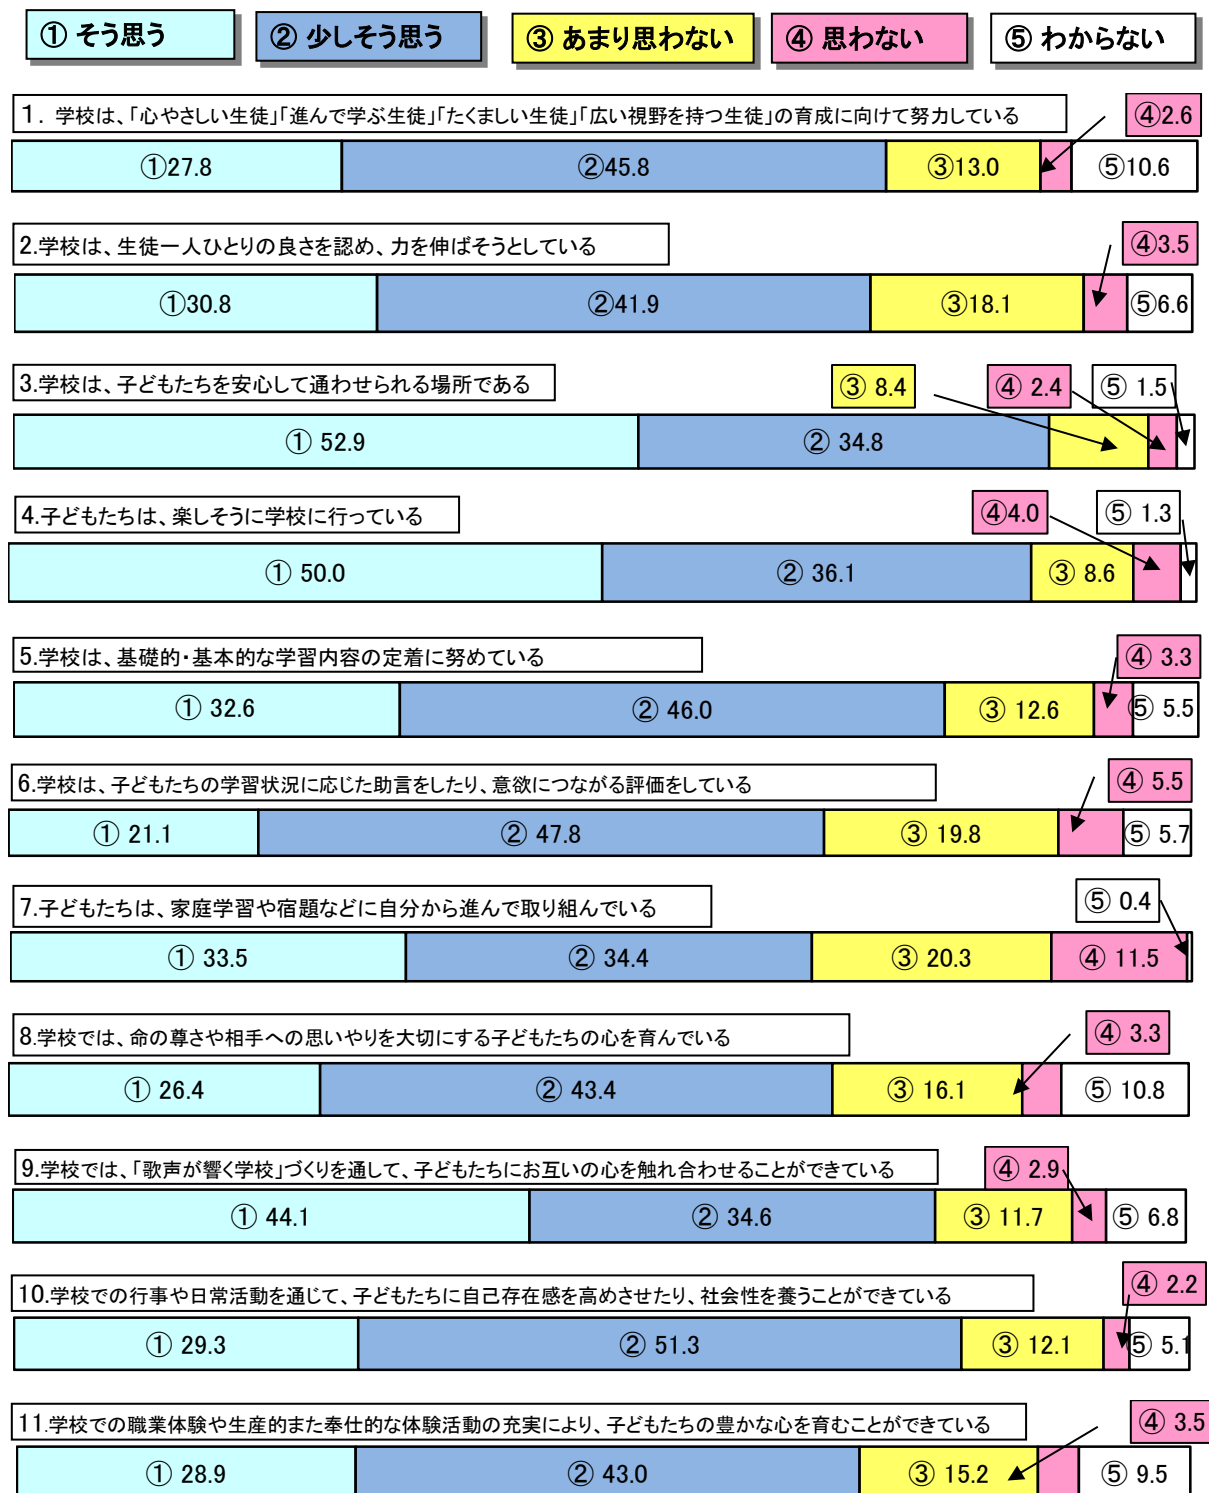 ① そう思う ② 少しそう思う ③ あまり思わない ④ 思わない ⑤ わからない
1. 学校は、「心やさしい生徒」「進んで学ぶ生徒」「たくましい生徒」「広い視野を持つ生徒」の育成に向けて努力している ④2.6
①27.8 ②45.8 ③13.0 ⑤10.6
2.学校は、生徒一人ひとりの良さを認め、力を伸ばそうとしている ④3.5
①30.8 ②41.9 ③18.1 ⑤6.6
3.学校は、子どもたちを安心して通わせられる場所である ③ 8.4 ④ 2.4 ⑤ 1.5
① 52.9 ② 34.8
4.子どもたちは、楽しそうに学校に行っている ④4.0 ⑤ 1.3
① 50.0 ② 36.1 ③ 8.6
5.学校は、基礎的・基本的な学習内容の定着に努めている ④ 3.3
① 32.6 ② 46.0 ③ 12.6 ⑤ 5.5
6.学校は、子どもたちの学習状況に応じた助言をしたり、意欲につながる評価をしている ④ 5.5
① 21.1 ② 47.8 ③ 19.8 ⑤ 5.7
7.子どもたちは、家庭学習や宿題などに自分から進んで取り組んでいる ⑤ 0.4
① 33.5 ② 34.4 ③ 20.3 ④ 11.5
8.学校では、命の尊さや相手への思いやりを大切にする子どもたちの心を育んでいる ④ 3.3
① 26.4 ② 43.4 ③ 16.1 ⑤ 10.8
9.学校では、「歌声が響く学校」づくりを通して、子どもたちにお互いの心を触れ合わせることができている ④ 2.9
① 44.1 ② 34.6 ③ 11.7 ⑤ 6.8
10.学校での行事や日常活動を通じて、子どもたちに自己存在感を高めさせたり、社会性を養うことができている ④ 2.2
① 29.3 ② 51.3 ③ 12.1 ⑤ 5.1
11.学校での職業体験や生産的また奉仕的な体験活動の充実により、子どもたちの豊かな心を育むことができている ④ 3.5
① 28.9 ② 43.0 ③ 15.2 ⑤ 9.5